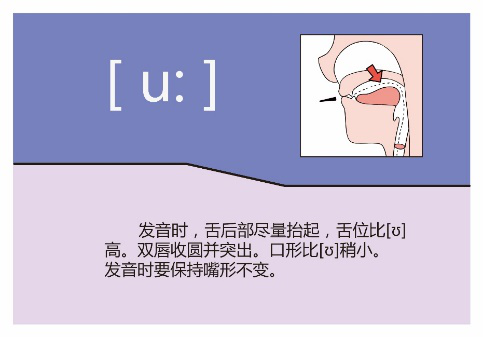 [ u: ]
发音时，舌后部尽量抬起，舌位比[ʊ]
高。双唇收圆并突出。口形比[ʊ]稍小。
发音时要保持嘴形不变。